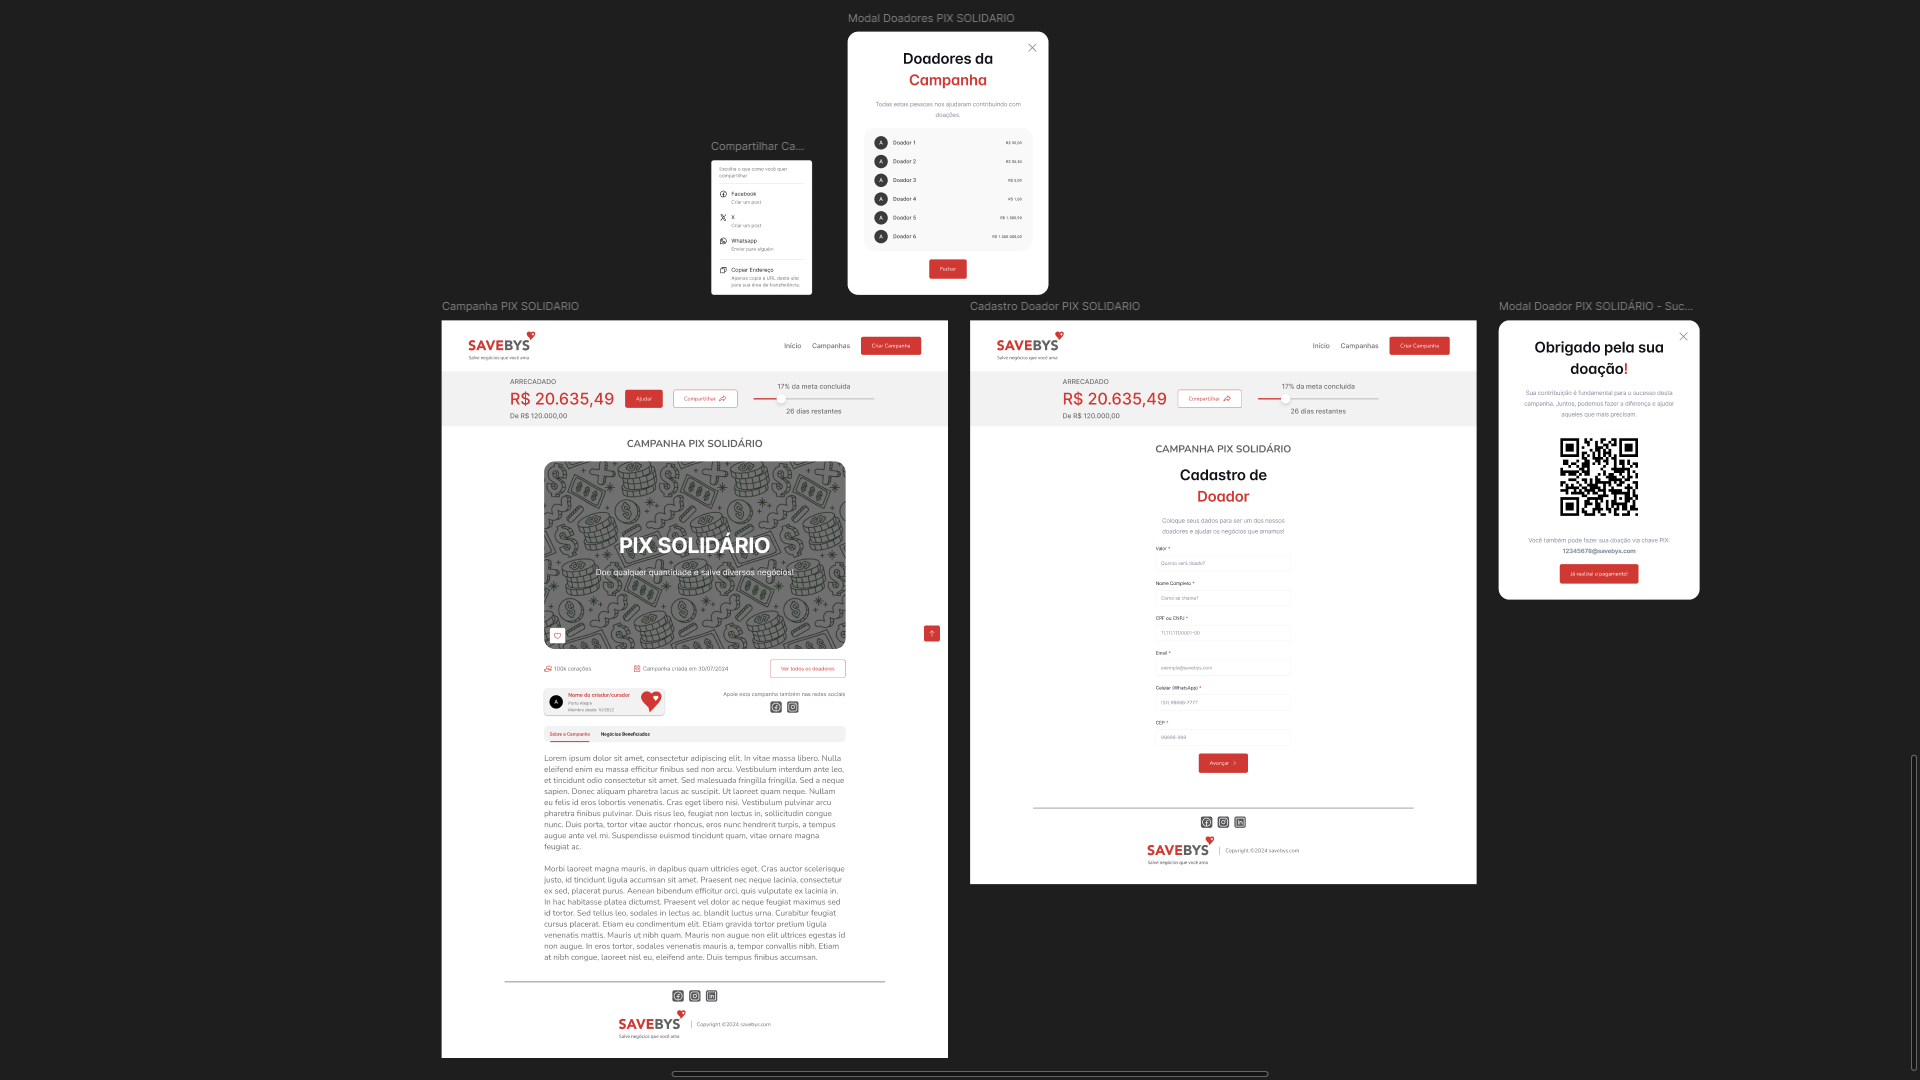 Modal Doadores PIX SOLIDARIO
Doadores da
Campanha
Todas estas pessoas nos ajudaram contribuindo com
doações.
A Doador 1 R$ 50,00
A Doador 2
A Doador 3 R$ 5,00
A Doador 4 R$ 1,00
A Doador 5
A Doador 6 R$ 1.000.000,00
Fechar
Compartilhar Ca...
Escolha o que como você quer
compartilhar
Facebook
Criar um post
X
Criar um post
Whatsapp
Enviar para alguém.
Copiar Endereço
Apenas copia a URL deste site
para sua área de transferência.
Campanha PIX SOLIDARIO
SAVEBYS
Salve negócios que você ama
Início
Campanhas
Criar Campanha
ARRECADADO
R$ 20.635,49
De R$ 120.000,00
Ajudar
Compartilhar
17% da meta concluída
26 dias restantes
CAMPANHA PIX SOLIDÁRIO
PIX SOLIDÁRIO
Doe qualquer quantidade e salve diversos negócios!
100k corações
Campanha criada em 30/07/2024
Ver todos os doadores
A
Nome do criador/curador
Porto Alegre
Membro desde 10/2022
Apoie esta campanha também nas redes sociais
Sobre a Campanha
Negócios Beneficiados
Lorem ipsum dolor sit amet, consectetur adipiscing elit. In vitae massa libero. Nulla
eleifend enim eu massa efficitur finibus sed non arcu. Vestibulum interdum ante leo,
et tincidunt odio consectetur sit amet. Sed malesuada fringilla fringilla. Sed a neque
sapien. Donec aliquam pharetra lacus ac suscipit. Ut laoreet quam neque. Nullam
eu felis id eros lobortis venenatis. Cras eget libero nisi. Vestibulum pulvinar arcu
pharetra finibus pulvinar. Duis risus leo, feugiat non lectus in, sollicitudin congue
nunc. Duis porta, tortor vitae auctor rhoncus, eros nunc hendrerit turpis, a tempus
augue ante vel mi. Suspendisse euismod tincidunt quam, vitae ornare magna
feugiat ac.
Morbi laoreet magna mauris, in dapibus quam ultricies eget. Cras auctor scelerisque
justo, id tincidunt ligula accumsan sit amet. Praesent nec neque lacinia, consectetur
ex sed, placerat purus. Aenean bibendum efficitur orci, quis vulputate ex lacinia in.
In hac habitasse platea dictumst. Praesent vel dolor ac neque feugiat maximus sed
id tortor. Sed tellus leo, sodales in lectus ac, blandit luctus urna. Curabitur feugiat
cursus placerat. Etiam eu condimentum elit. Etiam gravida tortor pretium ligula
venenatis mattis. Mauris ut nibh quam. Mauris non augue non elit ultrices egestas id
non augue. In eros tortor, sodales venenatis mauris a, tempor convallis nibh. Etiam
at nibh congue, laoreet nisl eu, eleifend ante. Duis tempus finibus accumsan.
SAVEBYS
Salve negócios que você ama
Copyright ©2024 savebys.com
Cadastro Doador PIX SOLIDARIO
SAVEBYS
Salve negócios que você ama
Início
Campanhas
Criar Campanha
ARRECADADO
R$ 20.635,49
De R$ 120.000,00
Compartilhar
17% da meta concluída
26 dias restantes
CAMPANHA PIX SOLIDÁRIO
Cadastro de
Doador
Coloque seus dados para ser um dos nossos
doadores e ajudar os negócios que amamos!
Valor *
Quanto será doado?
Nome Completo *
Como se chama?
CPF ou CNPJ *
11.111.111/0001-00
Email *
exemplo@savebys.com
Celular (WhatsApp) *
(51) 98888-7777
CEP *
99999-999
Avançar
SAVEBYS
Salve negócios que você ama
Copyright ©2024 savebys.com
Modal Doador PIX SOLIDÁRIO - Suc...
Obrigado pela sua
doação!
Sua contribuição é fundamental para o sucesso desta
campanha. Juntos, podemos fazer a diferença e ajudar
aqueles que mais precisam.
Você também pode fazer sua doação via chave PIX:
12345678@savebys.com
Já realizei o pagamento!